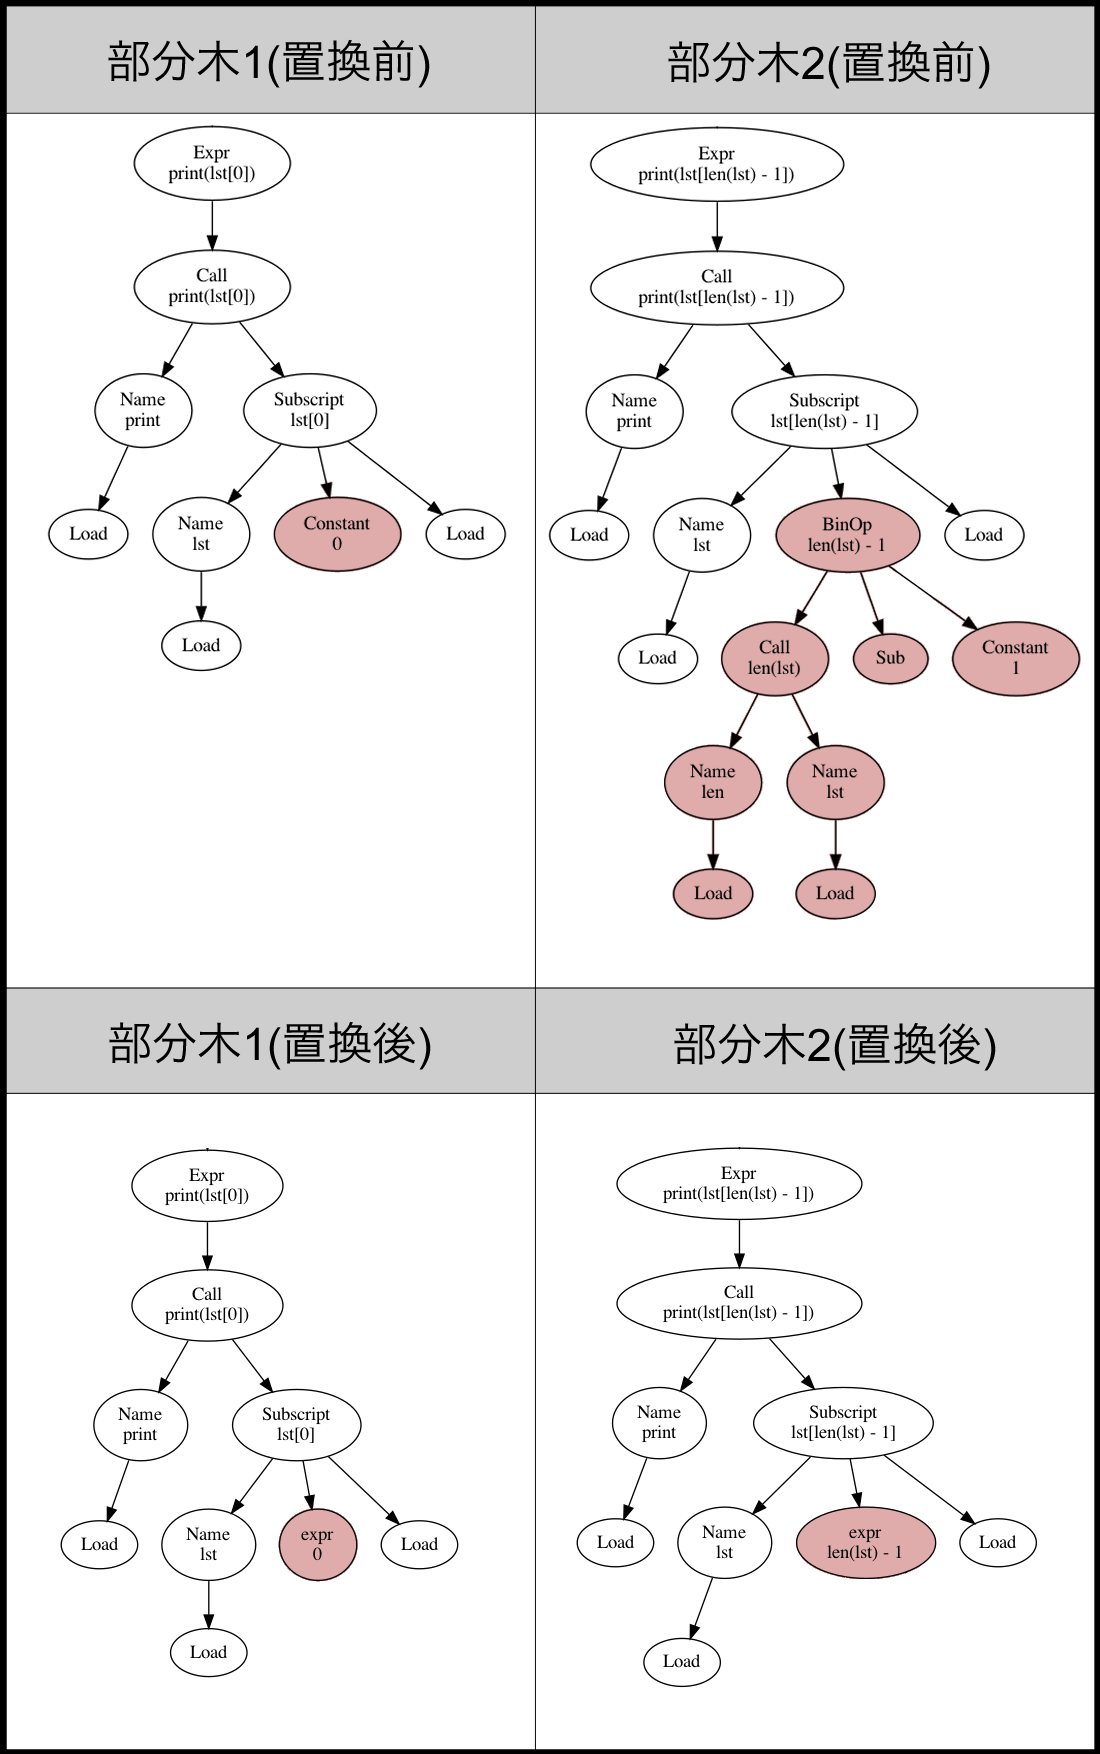 部分木1(置換前)
部分木2(置換前)
Expr
print(lst[0])
Call
print(lst[0])
Name
print
Subscript
lst[0]
Load
Name
lst
Constant
0
Load
Load
Expr
print(lst[len(lst) - 1])
Call
print(lst[len(lst) - 1])
Name
print
Subscript
lst[len(lst) - 1]
Load
Name
lst
BinOp
len(lst) - 1
Load
Load
Call
len(lst)
Sub
Constant
1
Name
len
Name
lst
Load
Load
部分木1(置換後)
部分木2(置換後)
Expr
print(lst[0])
Call
print(lst[0])
Name
print
Subscript
lst[0]
Load
Name
lst
expr
0
Load
Load
Expr
print(lst[len(lst) - 1])
Call
print(lst[len(lst) - 1])
Name
print
Subscript
lst[len(lst) - 1]
Load
Name
lst
expr
len(lst) - 1
Load
Load